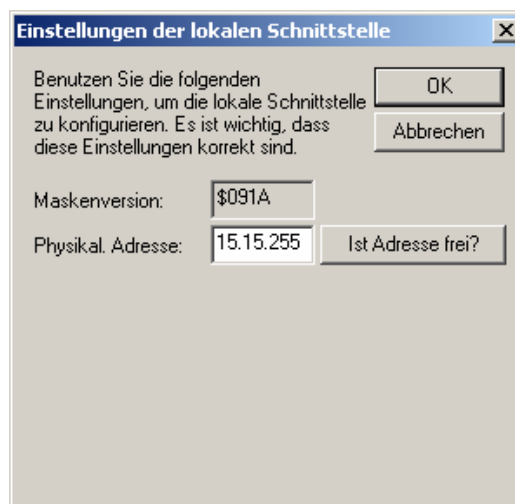 Einstellungen der lokalen Schnittstelle
Benutzen Sie die folgenden
Einstellungen, um die lokale Schnittstelle
zu konfigurieren. Es ist wichtig, dass
diese Einstellungen korrekt sind.
OK
Abbrechen
Maskenversion: $091A
Physikal. Adresse: 15.15.255 Ist Adresse frei?